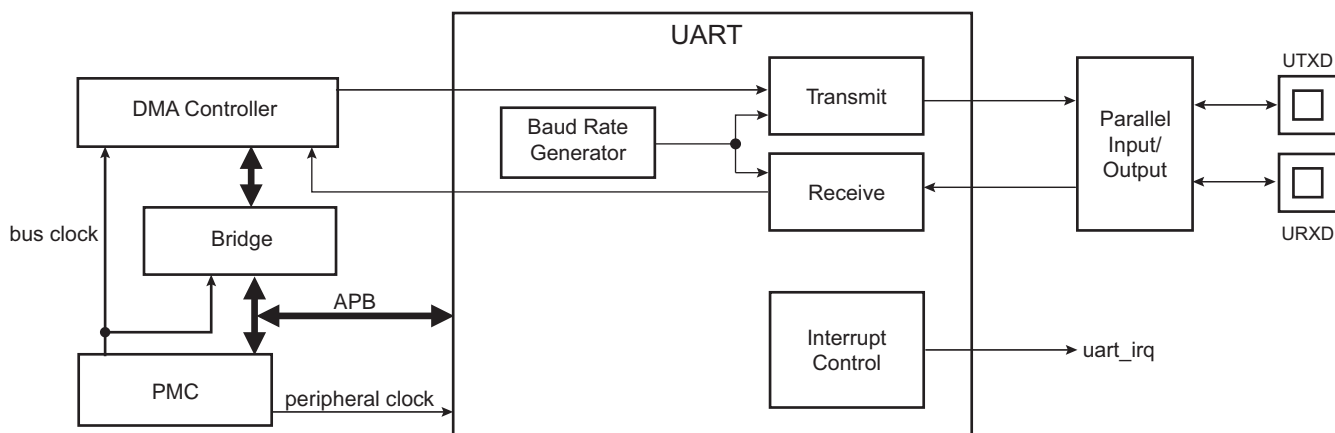 UART
UTXD
DMA Controller
Transmit
Baud Rate
Generator
Parallel
Input/
Output
Receive
bus clock
Bridge
URXD
APB
Interrupt
Control
uart_irq
PMC
peripheral clock